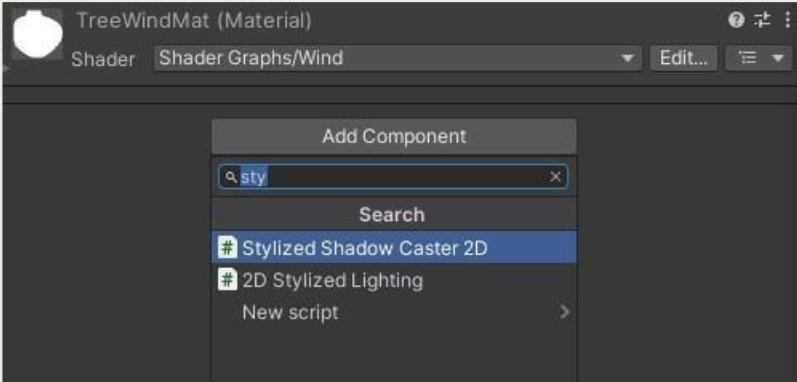 TreeWindMat (Material)
Shader Shader Graphs/Wind Edit...
Add Component
sty
Search
# Stylized Shadow Caster 2D
# 2D Stylized Lighting
New script